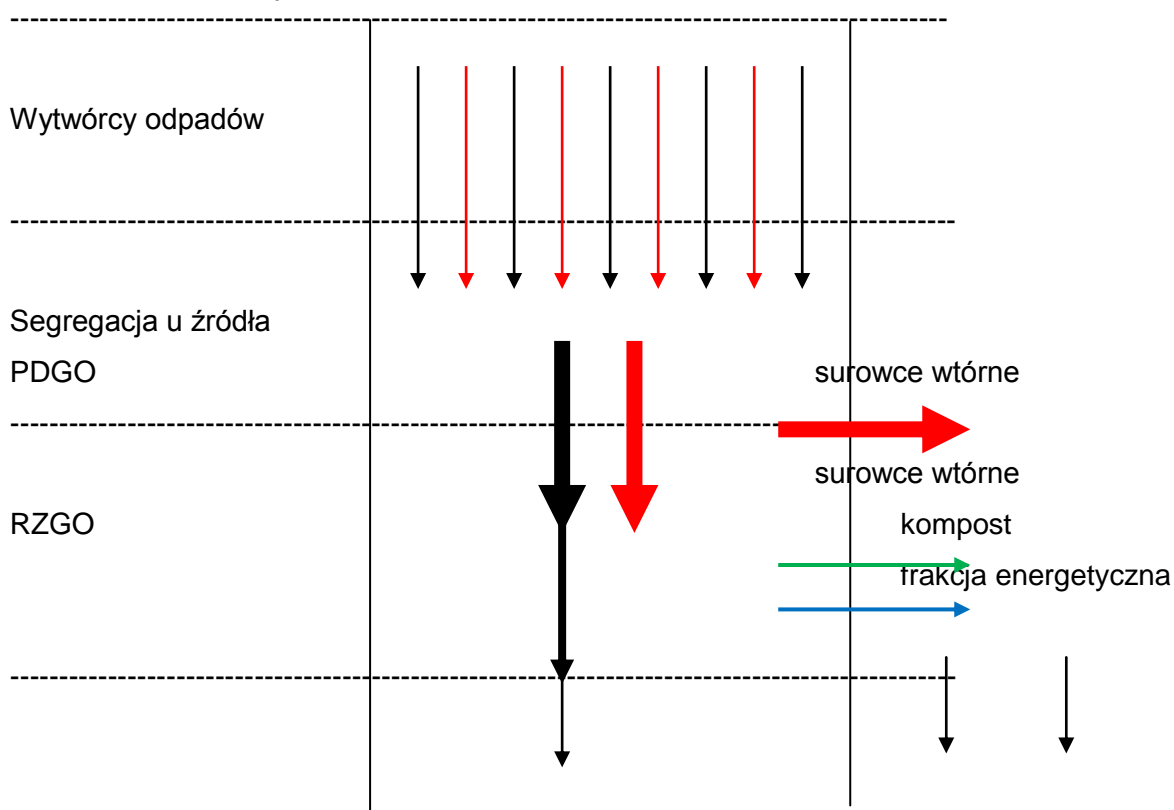 Wytwórcy odpadów
Segregacja u źródła
PDGO
surowce wtórne
surowce wtórne
RZGO
kompost
frakcja energetyczna